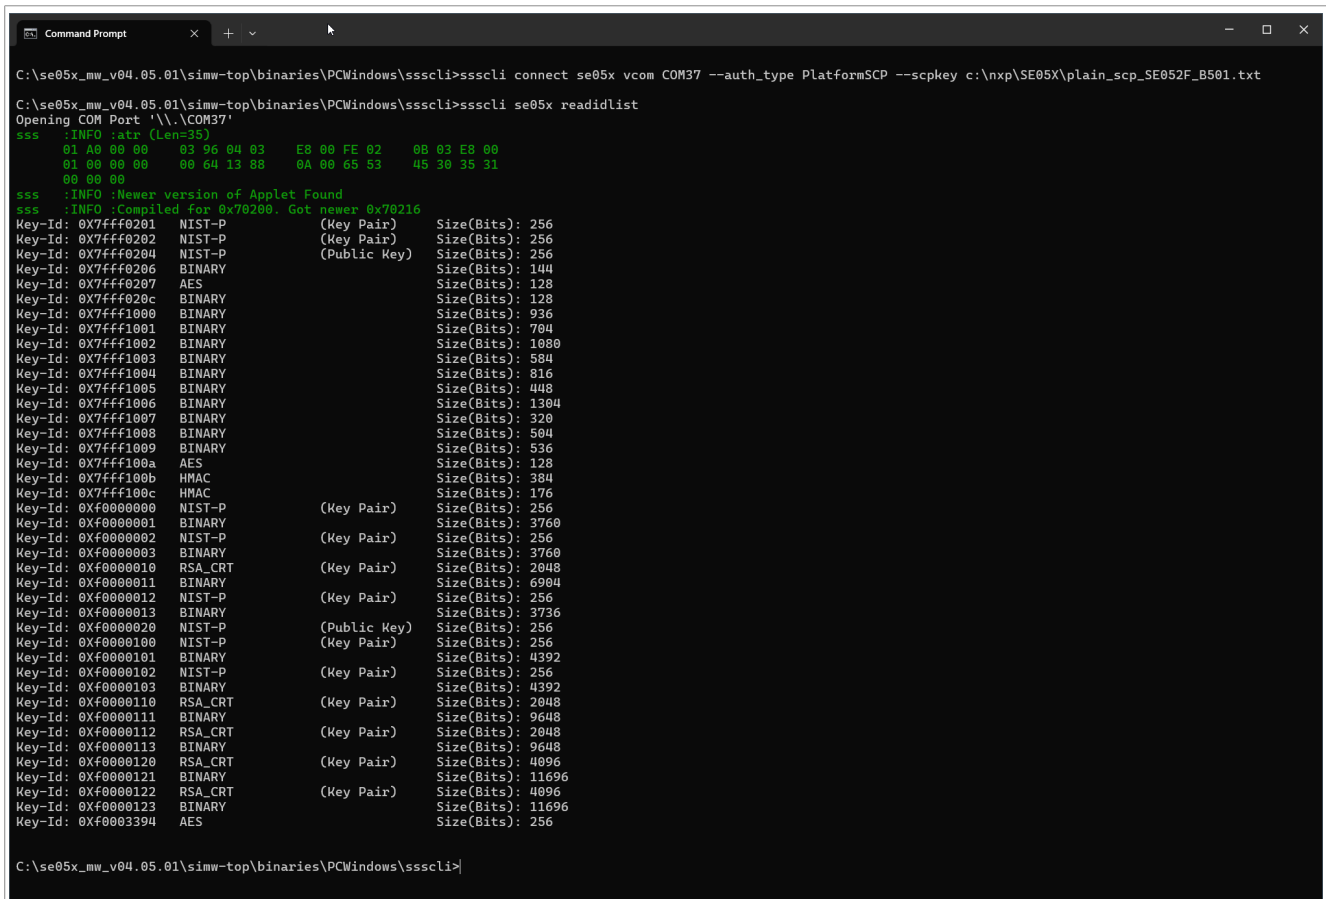 Command Prompt
C:\se05x_mw_v04.05.01\simw-top\binaries\PCWindows\ssscli>ssscli connect se05x vcom COM37 --auth_type PlatformSCP --scpkey c:\nxp\SE05X\plain_scp_SE052F_B501.txt
C:\se05x_mw_v04.05.01\simw-top\binaries\PCWindows\ssscli>ssscli se05x readidlist
Opening COM Port '\\.\COM37'
sss   :INFO :atr (Len=35)
      01 A0 00 00    03 96 04 03    E8 00 FE 02    0B 03 E8 00
      01 00 00 00    00 64 13 88    0A 00 65 53    45 30 35 31
      00 00 00
sss   :INFO :Newer version of Applet Found
sss   :INFO :Compiled for 0x70200. Got newer 0x70216
Key-Id: 0X7fff0201   NIST-P            (Key Pair)     Size(Bits): 256
Key-Id: 0X7fff0202   NIST-P            (Key Pair)     Size(Bits): 256
Key-Id: 0X7fff0204   NIST-P            (Public Key)   Size(Bits): 256
Key-Id: 0X7fff0206   BINARY                           Size(Bits): 144
Key-Id: 0X7fff0207   AES                              Size(Bits): 128
Key-Id: 0X7fff020c   BINARY                           Size(Bits): 128
Key-Id: 0X7fff1000   BINARY                           Size(Bits): 936
Key-Id: 0X7fff1001   BINARY                           Size(Bits): 704
Key-Id: 0X7fff1002   BINARY                           Size(Bits): 1080
Key-Id: 0X7fff1003   BINARY                           Size(Bits): 584
Key-Id: 0X7fff1004   BINARY                           Size(Bits): 816
Key-Id: 0X7fff1005   BINARY                           Size(Bits): 448
Key-Id: 0X7fff1006   BINARY                           Size(Bits): 1304
Key-Id: 0X7fff1007   BINARY                           Size(Bits): 320
Key-Id: 0X7fff1008   BINARY                           Size(Bits): 504
Key-Id: 0X7fff1009   BINARY                           Size(Bits): 536
Key-Id: 0X7fff100a   AES                              Size(Bits): 128
Key-Id: 0X7fff100b   HMAC                             Size(Bits): 384
Key-Id: 0X7fff100c   HMAC                             Size(Bits): 176
Key-Id: 0Xf0000000   NIST-P            (Key Pair)     Size(Bits): 256
Key-Id: 0Xf0000001   BINARY                           Size(Bits): 3760
Key-Id: 0Xf0000002   NIST-P            (Key Pair)     Size(Bits): 256
Key-Id: 0Xf0000003   BINARY                           Size(Bits): 3760
Key-Id: 0Xf0000010   RSA_CRT           (Key Pair)     Size(Bits): 2048
Key-Id: 0Xf0000011   BINARY                           Size(Bits): 6904
Key-Id: 0Xf0000012   NIST-P            (Key Pair)     Size(Bits): 256
Key-Id: 0Xf0000013   BINARY                           Size(Bits): 3736
Key-Id: 0Xf0000020   NIST-P            (Public Key)   Size(Bits): 256
Key-Id: 0Xf0000100   NIST-P            (Key Pair)     Size(Bits): 256
Key-Id: 0Xf0000101   BINARY                           Size(Bits): 4392
Key-Id: 0Xf0000102   NIST-P            (Key Pair)     Size(Bits): 256
Key-Id: 0Xf0000103   BINARY                           Size(Bits): 4392
Key-Id: 0Xf0000110   RSA_CRT           (Key Pair)     Size(Bits): 2048
Key-Id: 0Xf0000111   BINARY                           Size(Bits): 9648
Key-Id: 0Xf0000112   RSA_CRT           (Key Pair)     Size(Bits): 2048
Key-Id: 0Xf0000113   BINARY                           Size(Bits): 9648
Key-Id: 0Xf0000120   RSA_CRT           (Key Pair)     Size(Bits): 4096
Key-Id: 0Xf0000121   BINARY                           Size(Bits): 11696
Key-Id: 0Xf0000122   RSA_CRT           (Key Pair)     Size(Bits): 4096
Key-Id: 0Xf0000123   BINARY                           Size(Bits): 11696
Key-Id: 0Xf0003394   AES                              Size(Bits): 256
C:\se05x_mw_v04.05.01\simw-top\binaries\PCWindows\ssscli>